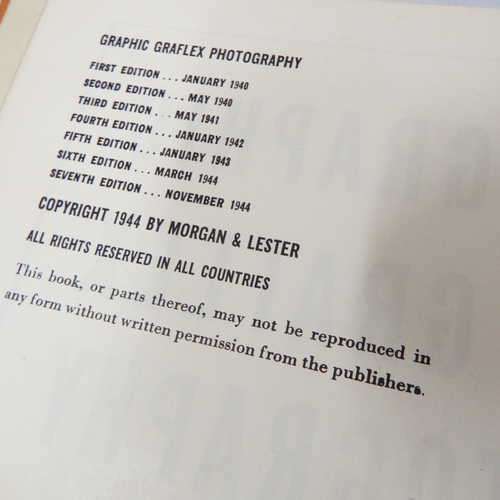 GRAPHIC GRAFLEX PHOTOGRAPHY
FIRST EDITION . . . JANUARY 1940
SECOND EDITION . . . MAY 1940
THIRD EDITION . . . MAY 1941
FOURTH EDITION . . . JANUARY 1942
FIFTH EDITION . . . JANUARY 1943
SIXTH EDITION . . . MARCH 1944
SEVENTH EDITION . . . NOVEMBER 1944
COPYRIGHT 1944 BY MORGAN & LESTER
ALL RIGHTS RESERVED IN ALL COUNTRIES
This book, or parts thereof, may not be reproduced in
any form without written permission from the publishers.